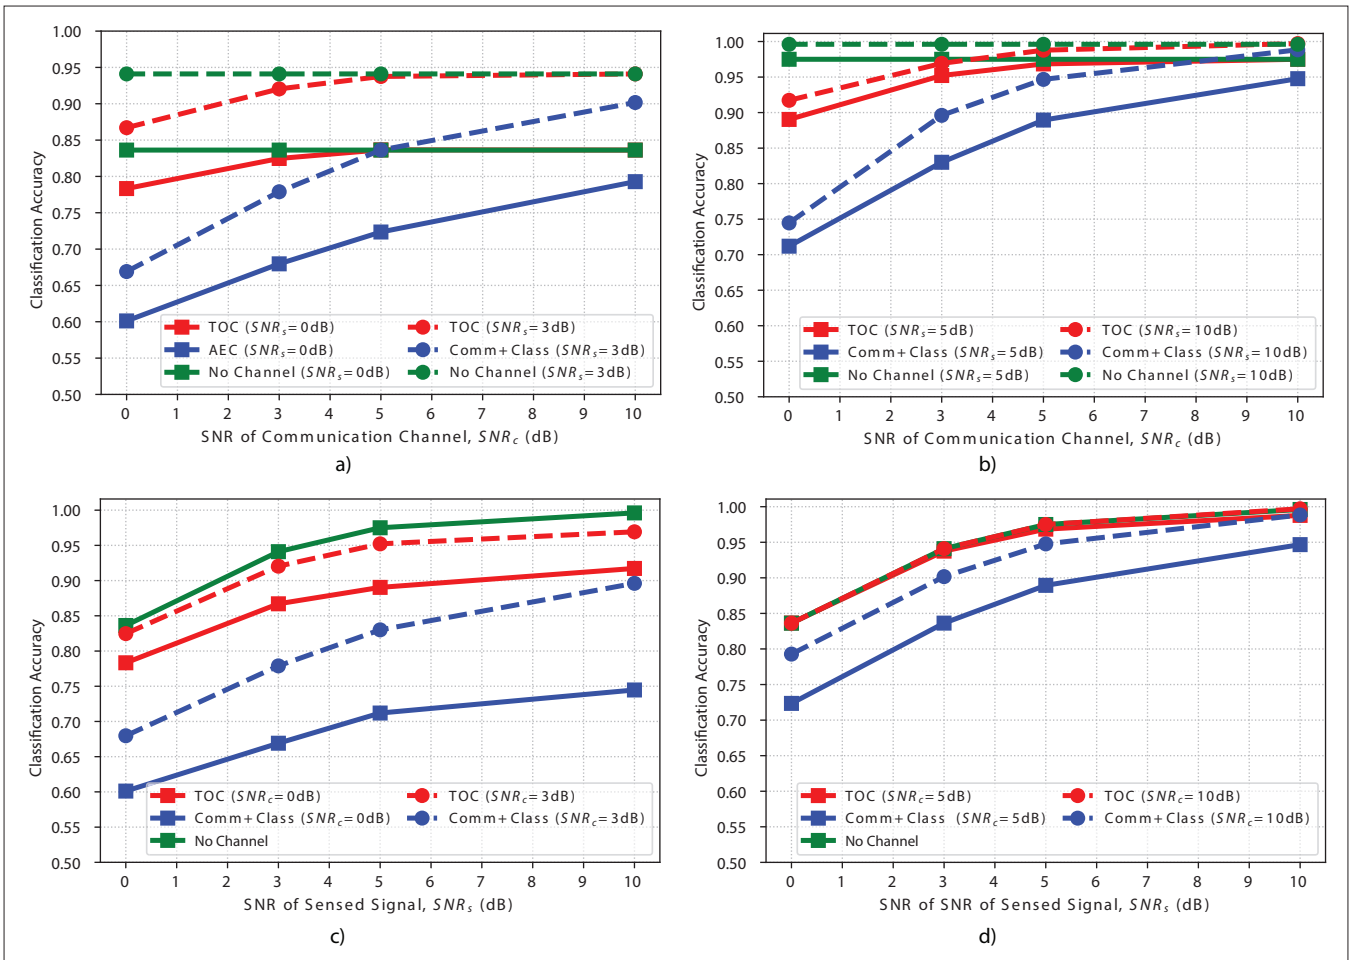 1.00
0.95
0.90
0.85
0.80
0.75
0.70
0.65
0.60
0.55
0.50
Classification Accuracy
TOC (SNRs=0dB)
TOC (SNRs=3dB)
AEC (SNRs=0dB)
Comm+Class (SNRs=3dB)
No Channel (SNRs=0dB)
No Channel (SNRs=3dB)
0 1 2 3 4 5 6 7 8 9 10
SNR of Communication Channel, SNRc (dB)
a)
1.00
0.95
0.90
0.85
0.80
0.75
0.70
0.65
0.60
0.55
0.50
Classification Accuracy
TOC (SNRs=5dB)
TOC (SNRs=10dB)
Comm+Class (SNRs=5dB)
Comm+Class (SNRs=10dB)
No Channel (SNRs=5dB)
No Channel (SNRs=10dB)
0 1 2 3 4 5 6 7 8 9 10
SNR of Communication Channel, SNRc (dB)
b)
1.00
0.95
0.90
0.85
0.80
0.75
0.70
0.65
0.60
0.55
0.50
Classification Accuracy
TOC (SNRc=0dB)
TOC (SNRc=3dB)
Comm+Class (SNRc=0dB)
Comm+Class (SNRc=3dB)
No Channel
0 1 2 3 4 5 6 7 8 9 10
SNR of Sensed Signal, SNRs (dB)
c)
1.00
0.95
0.90
0.85
0.80
0.75
0.70
0.65
0.60
0.55
0.50
Classification Accuracy
TOC (SNRc=5dB)
TOC (SNRc=10dB)
Comm+Class (SNRc=5dB)
Comm+Class (SNRc=10dB)
No Channel
0 1 2 3 4 5 6 7 8 9 10
SNR of SNR of Sensed Signal, SNRs (dB)
d)